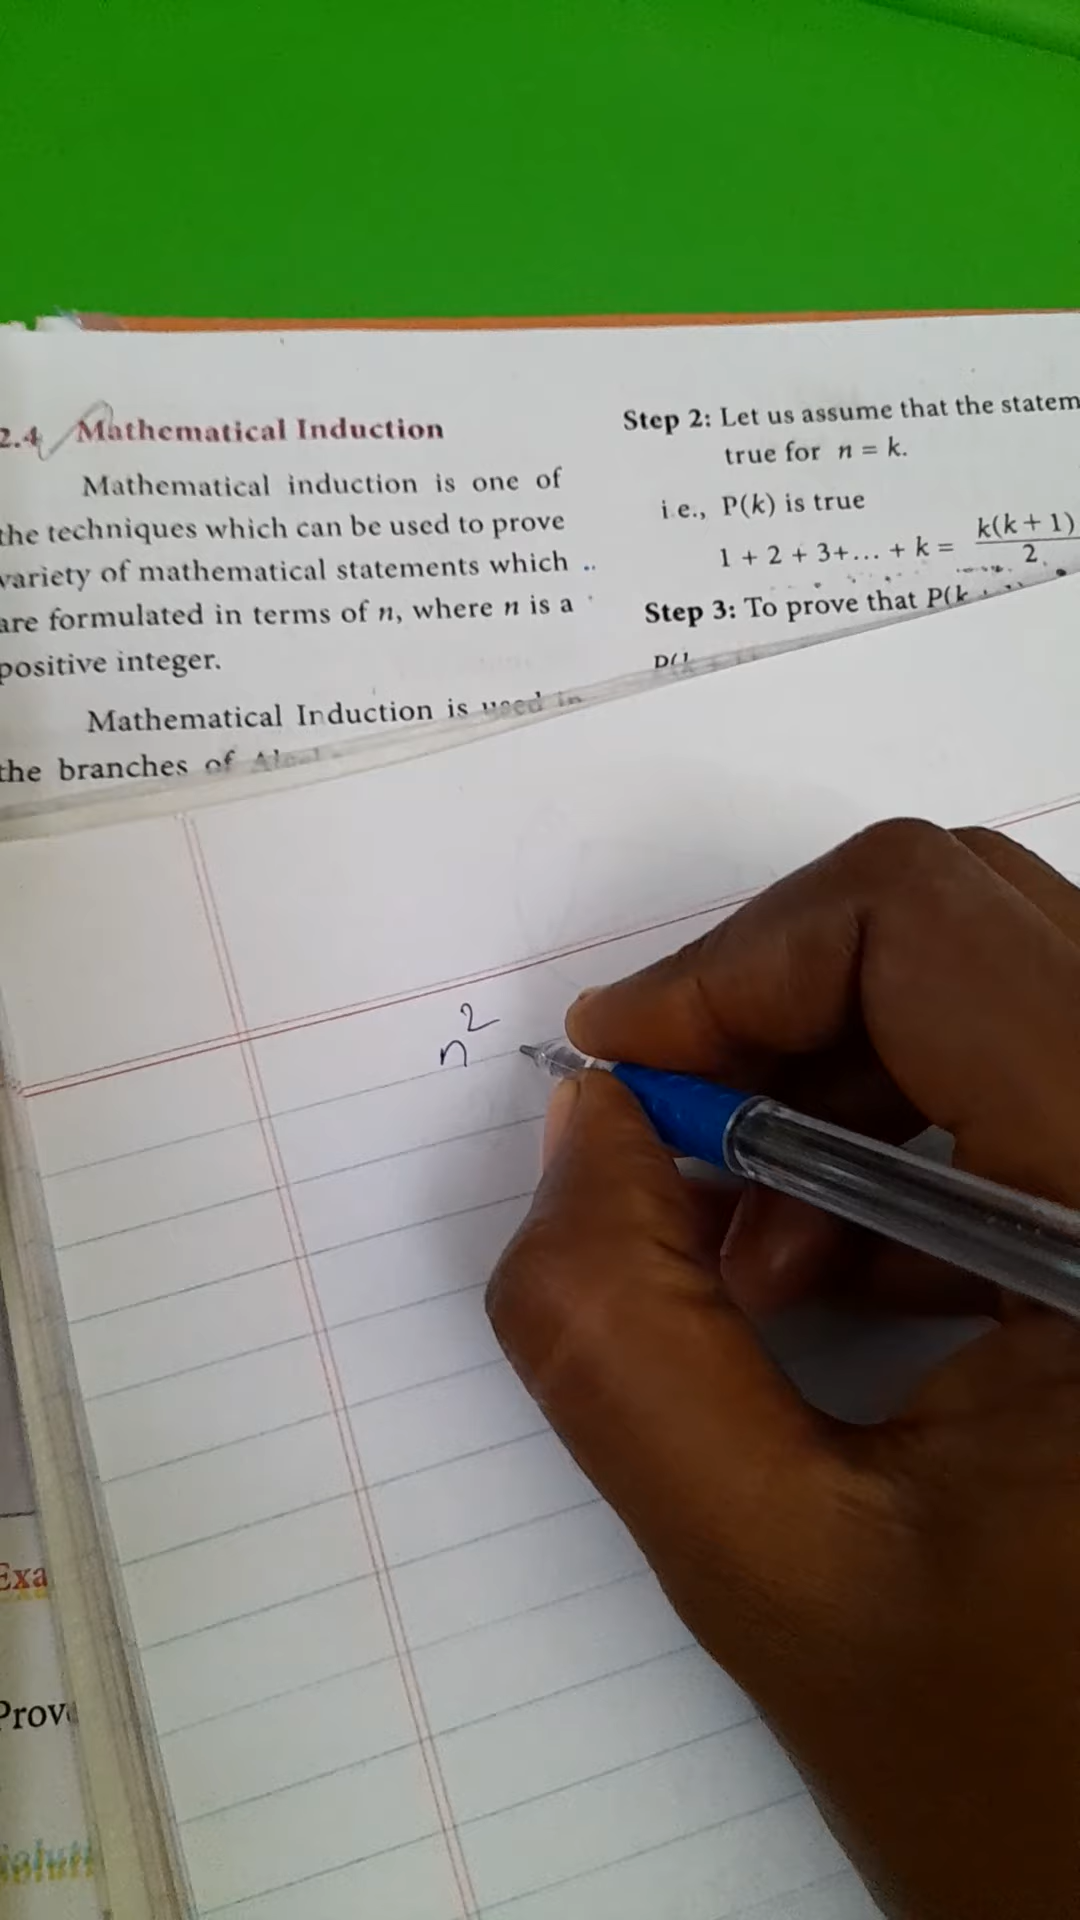 2.4 Mathematical Induction
Mathematical induction is one of
the techniques which can be used to prove
variety of mathematical statements which
are formulated in terms of n, where n is a
positive integer.
Mathematical Induction is used in
the branches of
Step 2: Let us assume that the statem
true for n = k.
i.e., P(k) is true
1 + 2 + 3+... + k = k(k + 1)/2
Step 3: To prove that P(k
n²
Exa
Prov